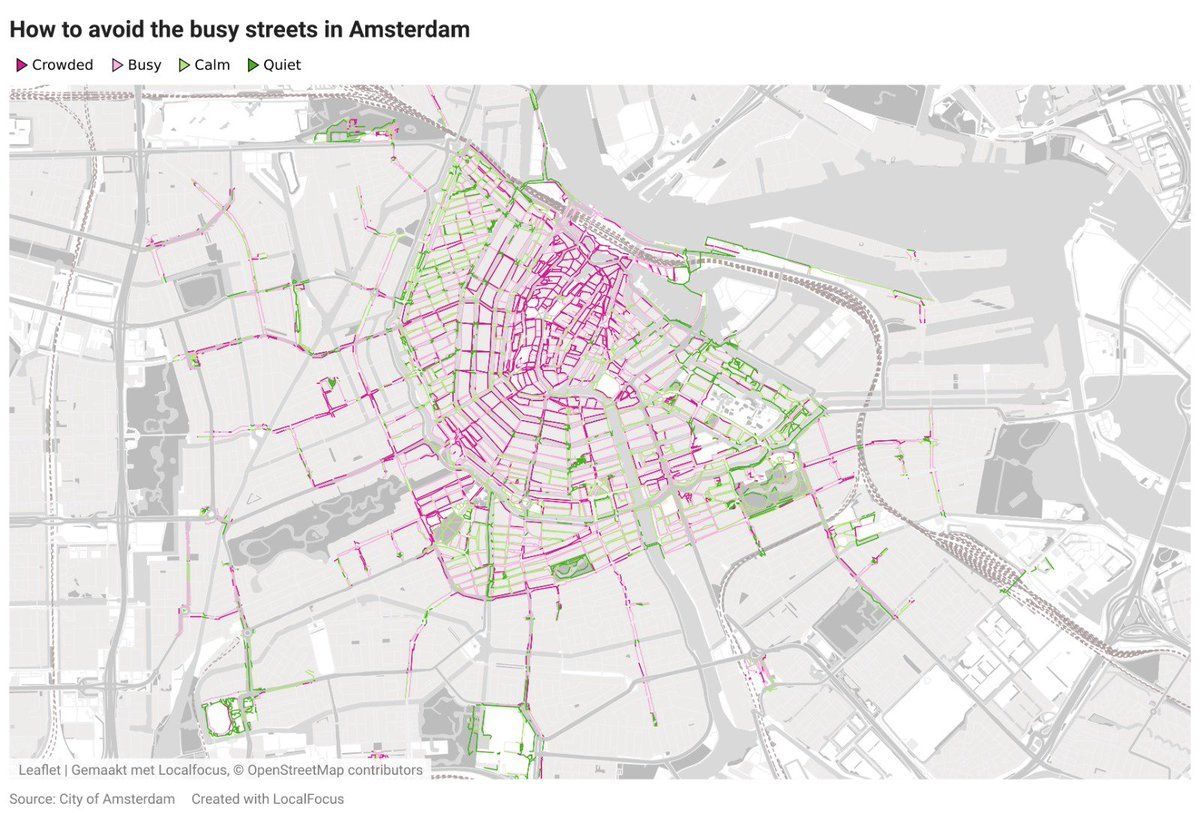 How to avoid the busy streets in Amsterdam
Crowded Busy Calm Quiet
Leaflet | Gemaakt met Localfocus, © OpenStreetMap contributors
Source: City of Amsterdam Created with LocalFocus